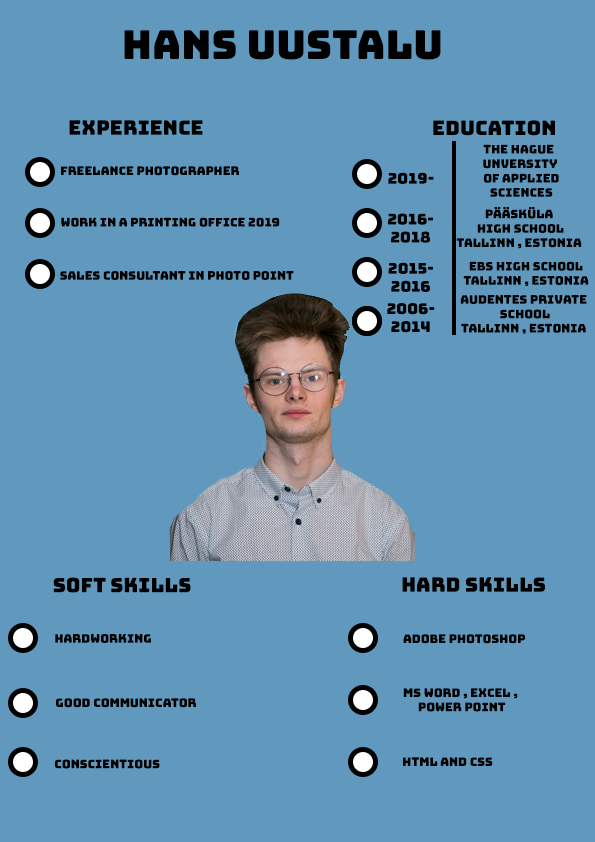 HANS UUSTALU
EXPERIENCE
FREELANCE PHOTOGRAPHER
WORK IN A PRINTING OFFICE 2019
SALES CONSULTANT IN PHOTO POINT
EDUCATION
2019-
THE HAGUE
UNVERSITY
OF APPLIED
SCIENCES
2016-
2018
PÄÄSKÜLA
HIGH SCHOOL
TALLINN , ESTONIA
2015-
2016
EBS HIGH SCHOOL
TALLINN , ESTONIA
2006-
2014
AUDENTES PRIVATE
SCHOOL
TALLINN , ESTONIA
SOFT SKILLS
HARDWORKING
GOOD COMMUNICATOR
CONSCIENTIOUS
HARD SKILLS
ADOBE PHOTOSHOP
MS WORD , EXCEL ,
POWER POINT
HTML AND CSS